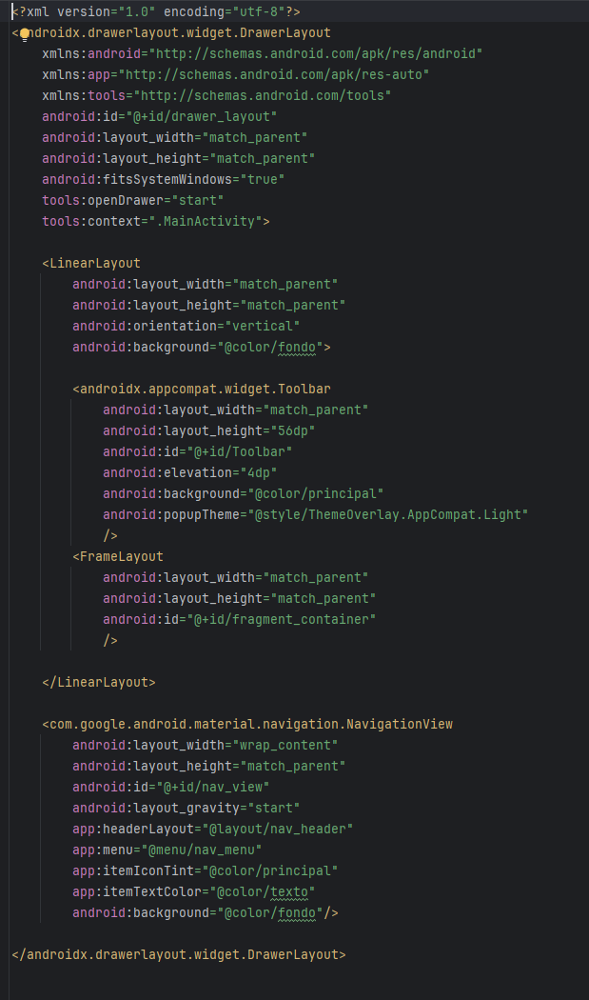 <?xml version="1.0" encoding="utf-8"?>
<androidx.drawerlayout.widget.DrawerLayout
    xmlns:android="http://schemas.android.com/apk/res/android"
    xmlns:app="http://schemas.android.com/apk/res-auto"
    xmlns:tools="http://schemas.android.com/tools"
    android:id="@+id/drawer_layout"
    android:layout_width="match_parent"
    android:layout_height="match_parent"
    android:fitsSystemWindows="true"
    tools:openDrawer="start"
    tools:context=".MainActivity">

    <LinearLayout
        android:layout_width="match_parent"
        android:layout_height="match_parent"
        android:orientation="vertical"
        android:background="@color/fondo">

        <androidx.appcompat.widget.Toolbar
            android:layout_width="match_parent"
            android:layout_height="56dp"
            android:id="@+id/Toolbar"
            android:elevation="4dp"
            android:background="@color/principal"
            android:popupTheme="@style/ThemeOverlay.AppCompat.Light"
            />
        <FrameLayout
            android:layout_width="match_parent"
            android:layout_height="match_parent"
            android:id="@+id/fragment_container"
            />

    </LinearLayout>

    <com.google.android.material.navigation.NavigationView
        android:layout_width="wrap_content"
        android:layout_height="match_parent"
        android:id="@+id/nav_view"
        android:layout_gravity="start"
        app:headerLayout="@layout/nav_header"
        app:menu="@menu/nav_menu"
        app:itemIconTint="@color/principal"
        app:itemTextColor="@color/texto"
        android:background="@color/fondo"/>

</androidx.drawerlayout.widget.DrawerLayout>